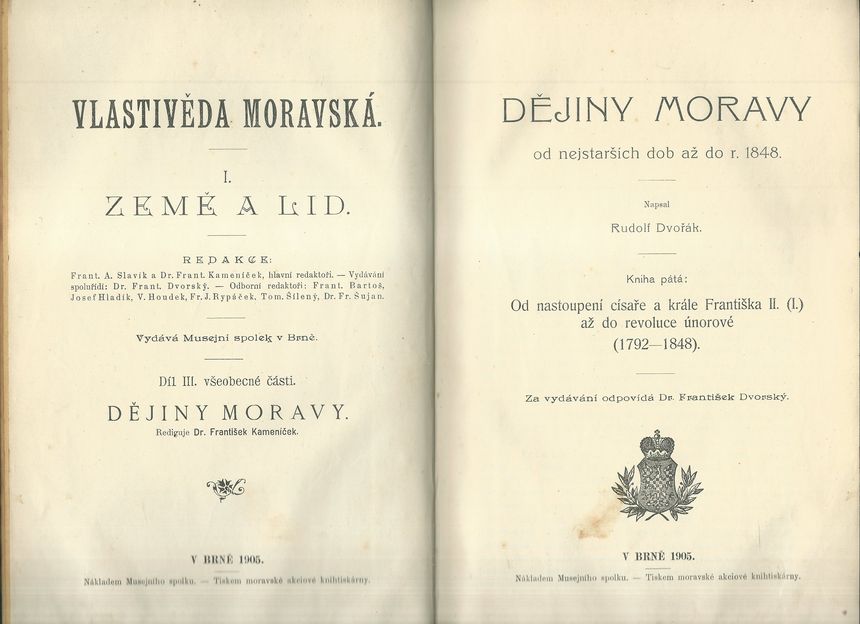 VLASTIVĚDA MORAVSKÁ.
I.
ZEMĚ A LID.
REDAKCE:
Frant. A. Slavík a Dr. Frant. Kameníček, hlavní redaktoři. — Vydávání
spoluřídí: Dr. Frant. Dvorský. — Odborní redaktoři: Frant. Bartoš,
Josef Hladík, V. Houdek, Fr. J. Rypáček, Tom. Šílený, Dr. Fr. Šujan.
Vydává Musejní spolek v Brně.
Díl III. všeobecné části.
DĚJINY MORAVY.
Rediguje Dr. František Kameníček.
V BRNĚ 1905.
Nákladem Musejního spolku. — Tiskem moravské akciové knihtiskárny.
DĚJINY MORAVY
od nejstarších dob až do r. 1848.
Napsal
Rudolf Dvořák.
Kniha pátá:
Od nastoupení císaře a krále Františka II. (I.)
až do revoluce únorové
(1792—1848).
Za vydávání odpovídá Dr. František Dvorský.
V BRNĚ 1905.
Nákladem Musejního spolku. — Tiskem moravské akciové knihtiskárny.